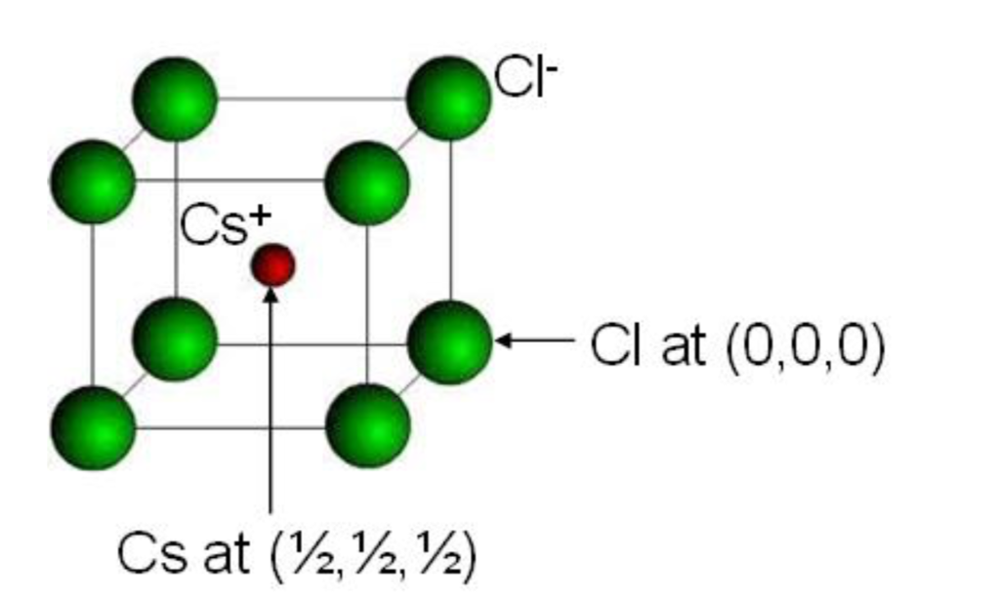 Cl⁻
Cs⁺
Cl at (0,0,0)
Cs at (½,½,½)